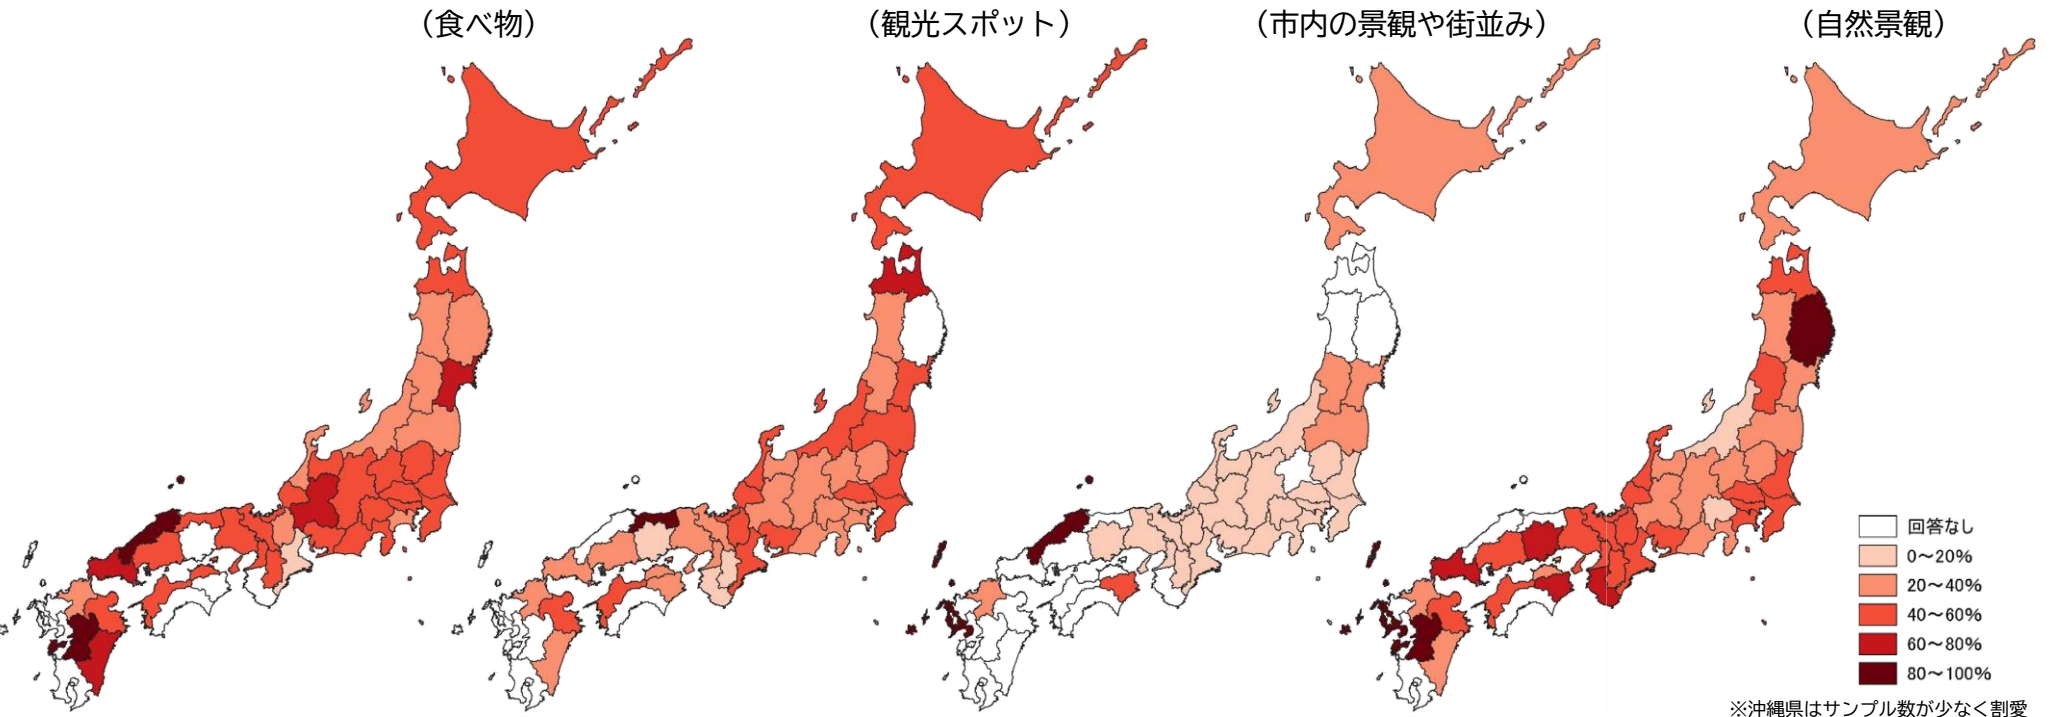 （食べ物）
（観光スポット）
（市内の景観や街並み）
（自然景観）
回答なし
0～20%
20～40%
40～60%
60～80%
80～100%
※沖縄県はサンプル数が少なく割愛